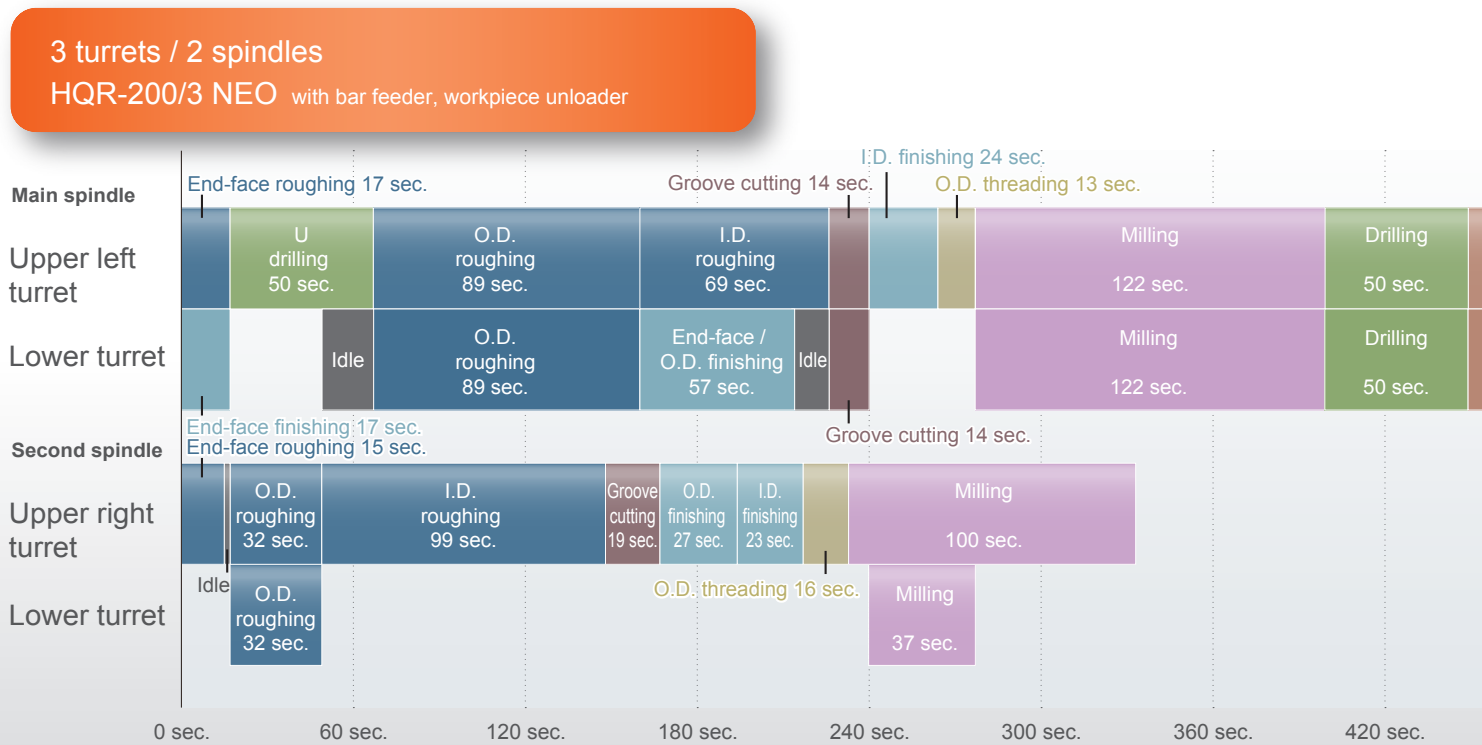 3 turrets / 2 spindles
HQR-200/3 NEO with bar feeder, workpiece unloader
I.D. finishing 24 sec.
End-face roughing 17 sec.
Groove cutting 14 sec.
O.D. threading 13 sec.
Main spindle
Upper left
turret
U
drilling
50 sec.
O.D.
roughing
89 sec.
I.D.
roughing
69 sec.
Milling
122 sec.
Drilling
50 sec.
Lower turret
Idle
O.D.
roughing
89 sec.
End-face /
O.D. finishing
57 sec.
Idle
Milling
122 sec.
Drilling
50 sec.
End-face finishing 17 sec.
Groove cutting 14 sec.
Second spindle
End-face roughing 15 sec.
Upper right
turret
O.D.
roughing
32 sec.
I.D.
roughing
99 sec.
Groove
cutting
19 sec.
O.D.
finishing
27 sec.
I.D.
finishing
23 sec.
Milling
100 sec.
Idle
O.D. threading 16 sec.
Lower turret
O.D.
roughing
32 sec.
Milling
37 sec.
0 sec.
60 sec.
120 sec.
180 sec.
240 sec.
300 sec.
360 sec.
420 sec.